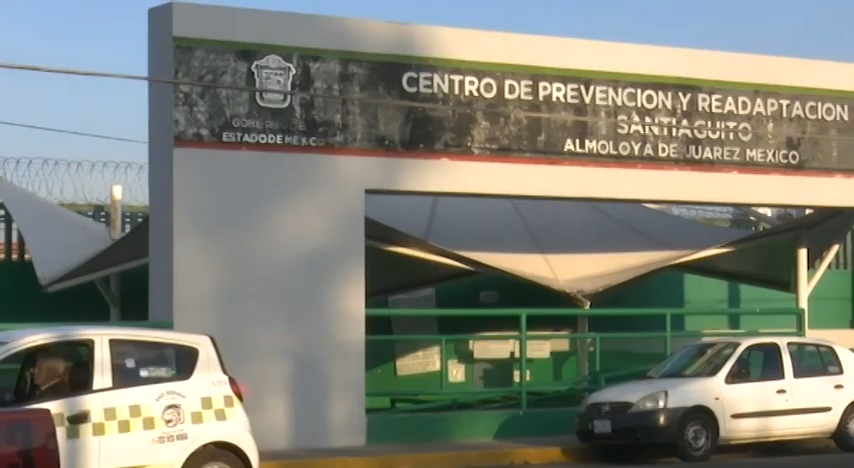 CENTRO DE PREVENCION Y READAPTACION
SANTIAGUITO
ALMOLOYA DE JUAREZ MEXICO
ESTADO DE MEXICO